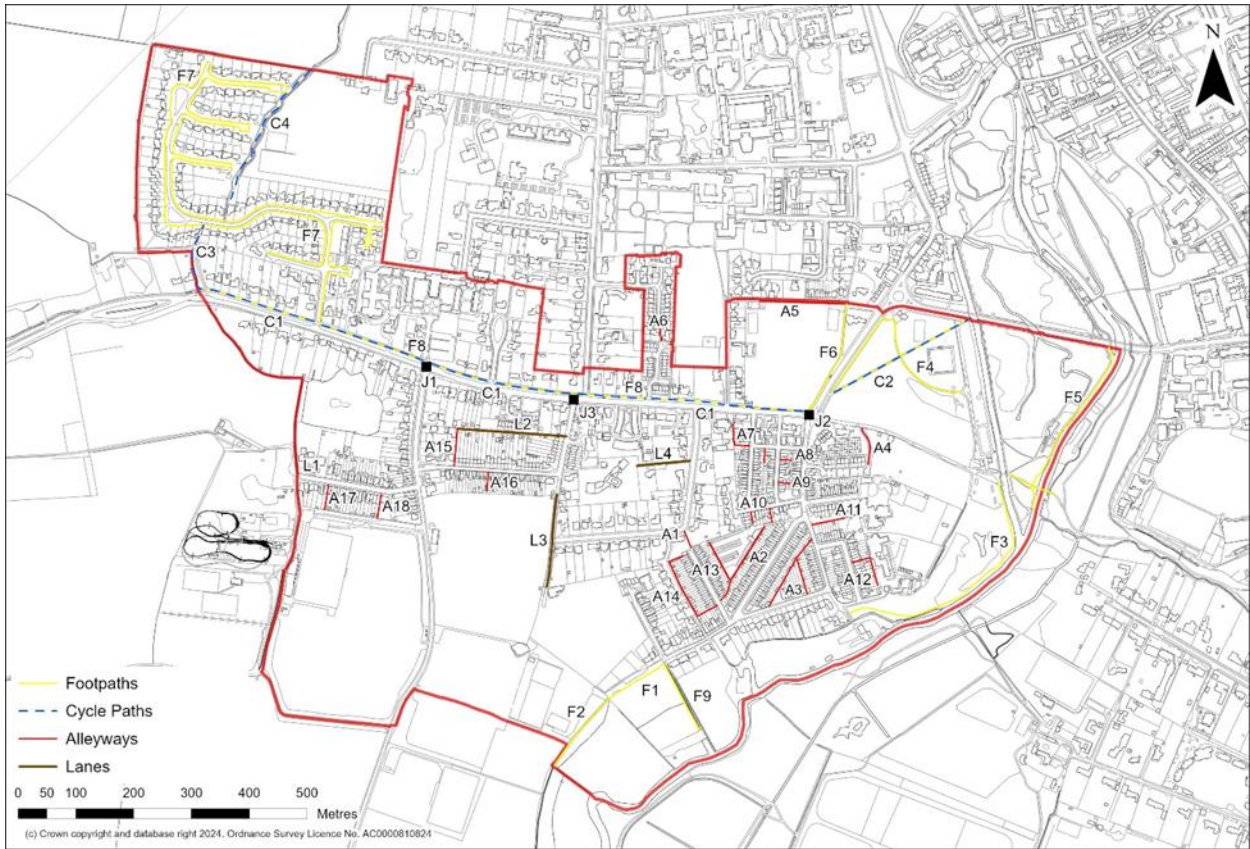 N
F7
C4
F7
C3
C1
F8
J1
C1
J3
F8
A6
C1
A5
F6
F4
C2
J2
F5
L2
A15
A16
L4
A7
A8
A9
A4
L1
A17
A18
L3
A10
A11
A1
A2
A13
A14
A3
A12
F3
F1
F9
F2
Footpaths
Cycle Paths
Alleyways
Lanes
0 50 100 200 300 400 500
Metres
(c) Crown copyright and database right 2024. Ordnance Survey Licence No. AC0000810824